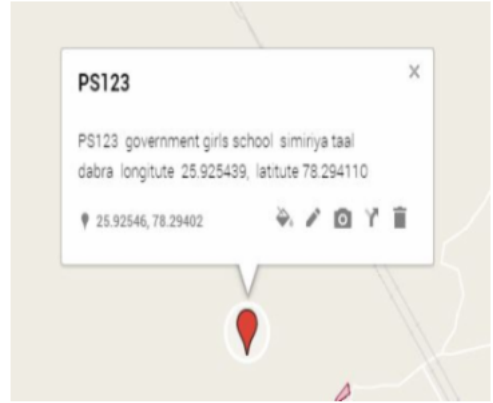 PS123
PS123 government girls school simiriya taal
dabra longitute 25.925439, latitute 78.294110
25.92546, 78.29402